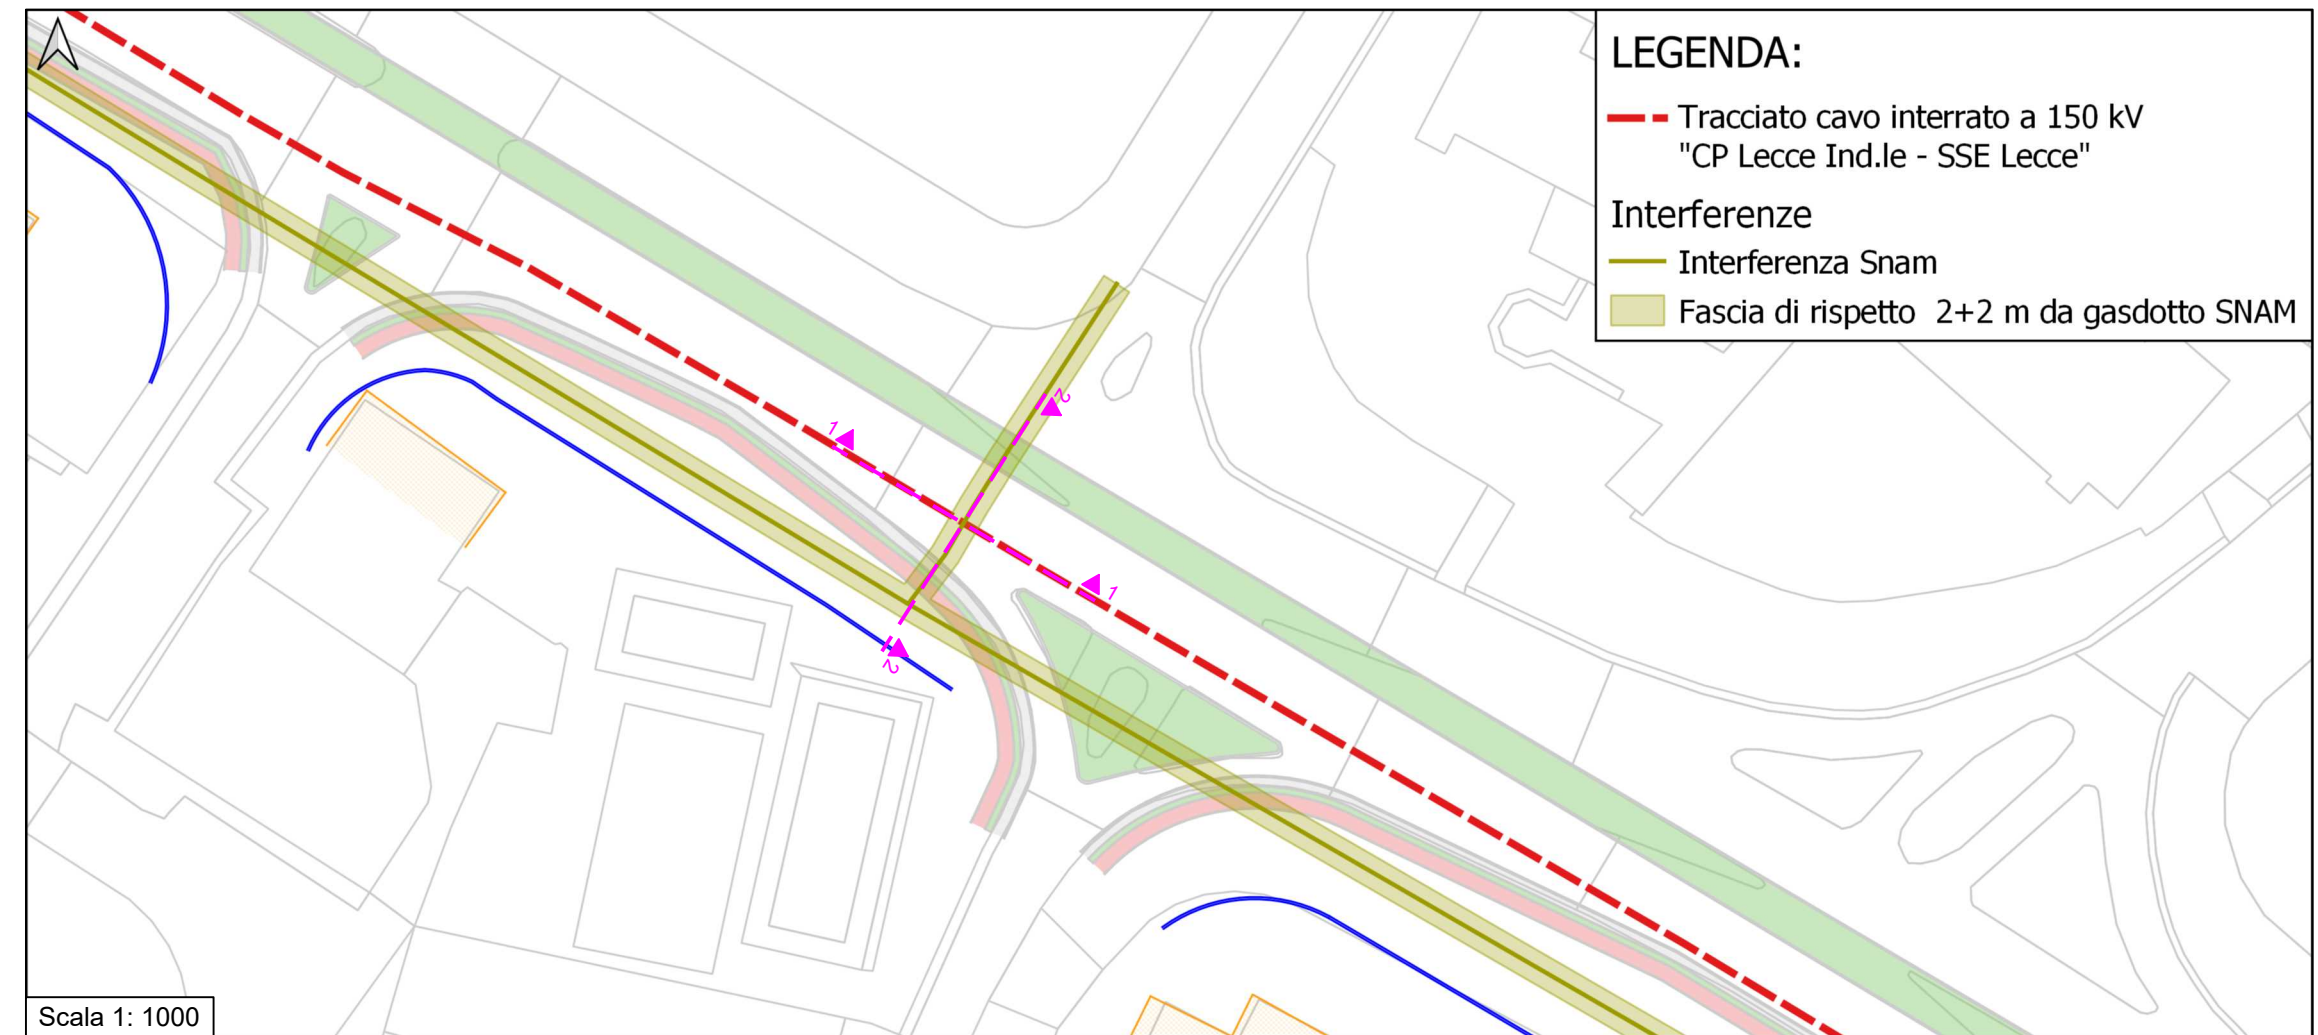 LEGENDA:
Tracciato cavo interrato a 150 kV
"CP Lecce Ind.le - SSE Lecce"
Interferenze
Interferenza Snam
Fascia di rispetto 2+2 m da gasdotto SNAM
2
1
1
2
Scala 1: 1000